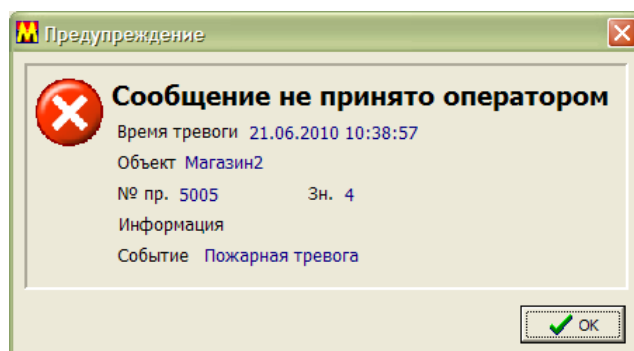 Предупреждение
Сообщение не принято оператором
Время тревоги 21.06.2010 10:38:57
Объект Магазин2
№ пр. 5005 Зн. 4
Информация
Событие Пожарная тревога
OK